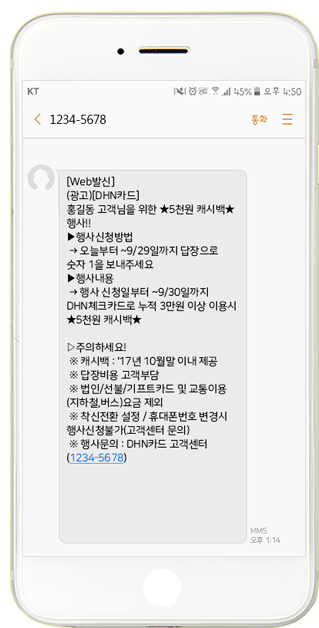 KT 45% 오후 4:50
1234-5678 통화
[Web발신]
(광고)[DHN카드]
홍길동 고객님을 위한 ★5천원 캐시백★
행사!!
▶행사신청방법
→ 오늘부터 ~9/29일까지 답장으로
숫자 1을 보내주세요
▶행사내용
→ 행사 신청일부터 ~9/30일까지
DHN체크카드로 누적 3만원 이상 이용시
★5천원 캐시백★
▷주의하세요!
※ 캐시백 : '17년 10월말 이내 제공
※ 답장비용 고객부담
※ 법인/선불/기프트카드 및 교통이용
(지하철,버스)요금 제외
※ 착신전환 설정 / 휴대폰번호 변경시
행사신청불가(고객센터 문의)
※ 행사문의 : DHN카드 고객센터
(1234-5678)
MMS
오후 1:14